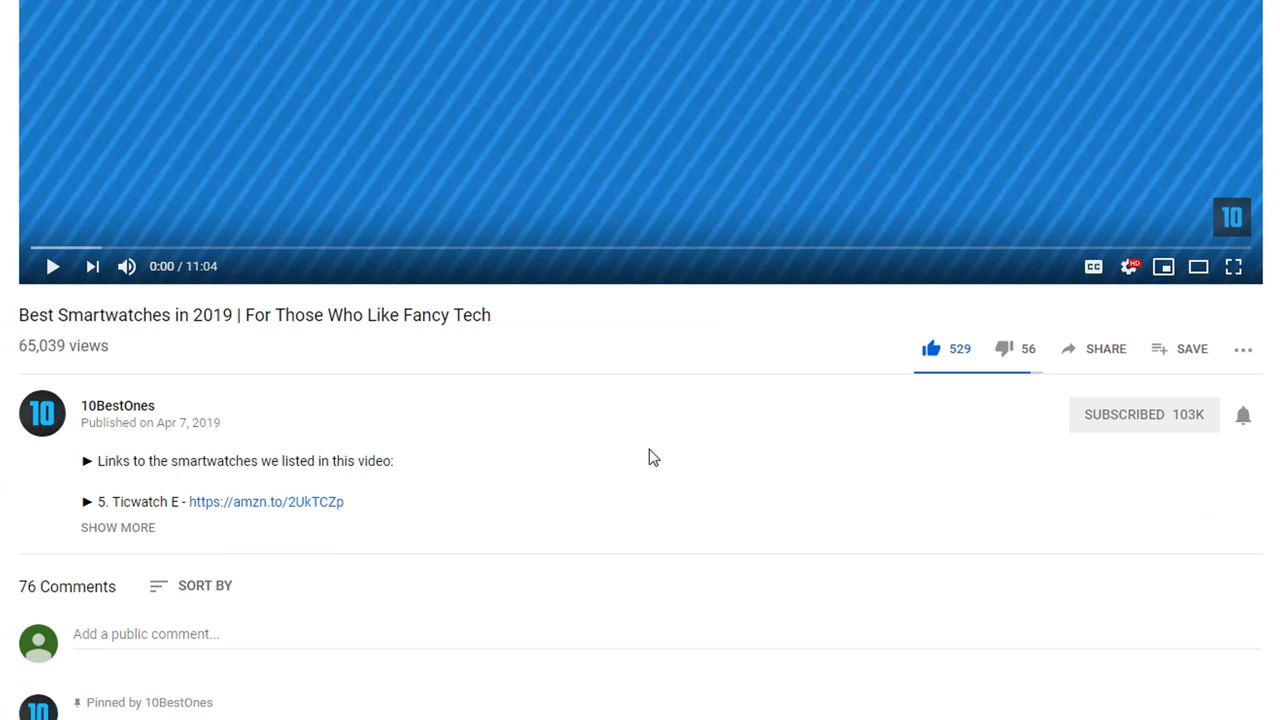 10
0:00 / 11:04
CC
HD
Best Smartwatches in 2019 | For Those Who Like Fancy Tech
65,039 views
529 56 SHARE SAVE
10 10BestOnes
Published on Apr 7, 2019
SUBSCRIBED 103K
► Links to the smartwatches we listed in this video:
► 5. Ticwatch E - https://amzn.to/2UkTCZp
SHOW MORE
76 Comments SORT BY
Add a public comment...
Pinned by 10BestOnes
10